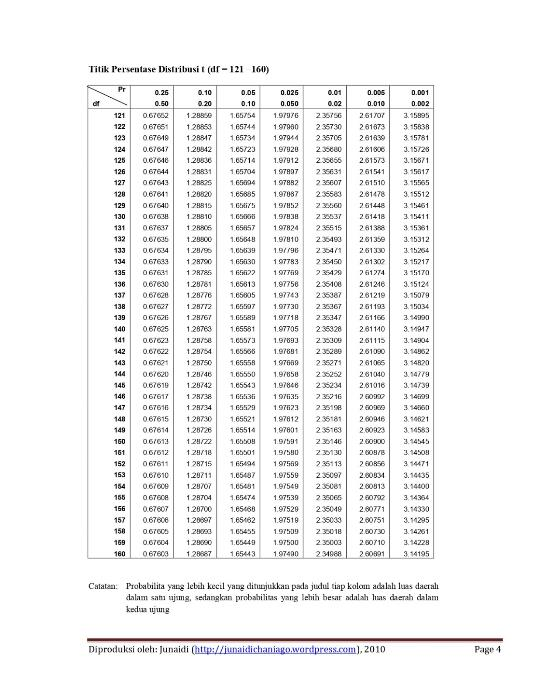 Titik Persentase Distribusi t (df = 121 – 160)
Pr 0.25 0.10 0.05 0.025 0.01 0.005 0.001
df 0.50 0.20 0.10 0.050 0.02 0.010 0.002
121 0.67652 1.28859 1.65754 1.97976 2.35756 2.61707 3.15895
122 0.67651 1.28853 1.65744 1.97960 2.35730 2.61673 3.15838
123 0.67649 1.28847 1.65734 1.97944 2.35705 2.61639 3.15781
124 0.67647 1.28842 1.65723 1.97928 2.35680 2.61606 3.15726
125 0.67646 1.28836 1.65714 1.97912 2.35655 2.61573 3.15671
126 0.67644 1.28831 1.65704 1.97897 2.35631 2.61541 3.15617
127 0.67643 1.28825 1.65694 1.97882 2.35607 2.61510 3.15565
128 0.67641 1.28820 1.65685 1.97867 2.35583 2.61478 3.15512
129 0.67640 1.28815 1.65675 1.97852 2.35560 2.61448 3.15461
130 0.67638 1.28810 1.65666 1.97838 2.35537 2.61418 3.15411
131 0.67637 1.28805 1.65657 1.97824 2.35515 2.61388 3.15361
132 0.67635 1.28800 1.65648 1.97810 2.35493 2.61359 3.15312
133 0.67634 1.28795 1.65639 1.97796 2.35471 2.61330 3.15264
134 0.67633 1.28790 1.65630 1.97783 2.35450 2.61302 3.15217
135 0.67631 1.28785 1.65622 1.97769 2.35429 2.61274 3.15170
136 0.67630 1.28781 1.65613 1.97756 2.35408 2.61246 3.15124
137 0.67628 1.28776 1.65605 1.97743 2.35387 2.61219 3.15079
138 0.67627 1.28772 1.65597 1.97730 2.35367 2.61193 3.15034
139 0.67626 1.28767 1.65589 1.97718 2.35347 2.61166 3.14990
140 0.67625 1.28763 1.65581 1.97705 2.35328 2.61140 3.14947
141 0.67623 1.28758 1.65573 1.97693 2.35309 2.61115 3.14904
142 0.67622 1.28754 1.65566 1.97681 2.35289 2.61090 3.14862
143 0.67621 1.28750 1.65558 1.97669 2.35271 2.61065 3.14820
144 0.67620 1.28746 1.65550 1.97658 2.35252 2.61040 3.14779
145 0.67619 1.28742 1.65543 1.97646 2.35234 2.61016 3.14739
146 0.67617 1.28738 1.65536 1.97635 2.35216 2.60992 3.14699
147 0.67616 1.28734 1.65529 1.97623 2.35198 2.60969 3.14660
148 0.67615 1.28730 1.65521 1.97612 2.35181 2.60946 3.14621
149 0.67614 1.28726 1.65514 1.97601 2.35163 2.60923 3.14583
150 0.67613 1.28722 1.65508 1.97591 2.35146 2.60900 3.14545
151 0.67612 1.28718 1.65501 1.97580 2.35130 2.60878 3.14508
152 0.67611 1.28715 1.65494 1.97569 2.35113 2.60856 3.14471
153 0.67610 1.28711 1.65487 1.97559 2.35097 2.60834 3.14435
154 0.67609 1.28707 1.65481 1.97549 2.35081 2.60813 3.14400
155 0.67608 1.28704 1.65474 1.97539 2.35065 2.60792 3.14364
156 0.67607 1.28700 1.65468 1.97529 2.35049 2.60771 3.14330
157 0.67606 1.28697 1.65462 1.97519 2.35033 2.60751 3.14295
158 0.67605 1.28693 1.65455 1.97509 2.35018 2.60730 3.14261
159 0.67604 1.28690 1.65449 1.97500 2.35003 2.60710 3.14228
160 0.67603 1.28687 1.65443 1.97490 2.34988 2.60691 3.14195
Catatan: Probabilita yang lebih kecil yang ditunjukkan pada judul tiap kolom adalah luas daerah
dalam satu ujung, sedangkan probabilitas yang lebih besar adalah luas daerah dalam
kedua ujung
Diproduksi oleh: Junaidi (http://junaidichaniago.wordpress.com), 2010 Page 4